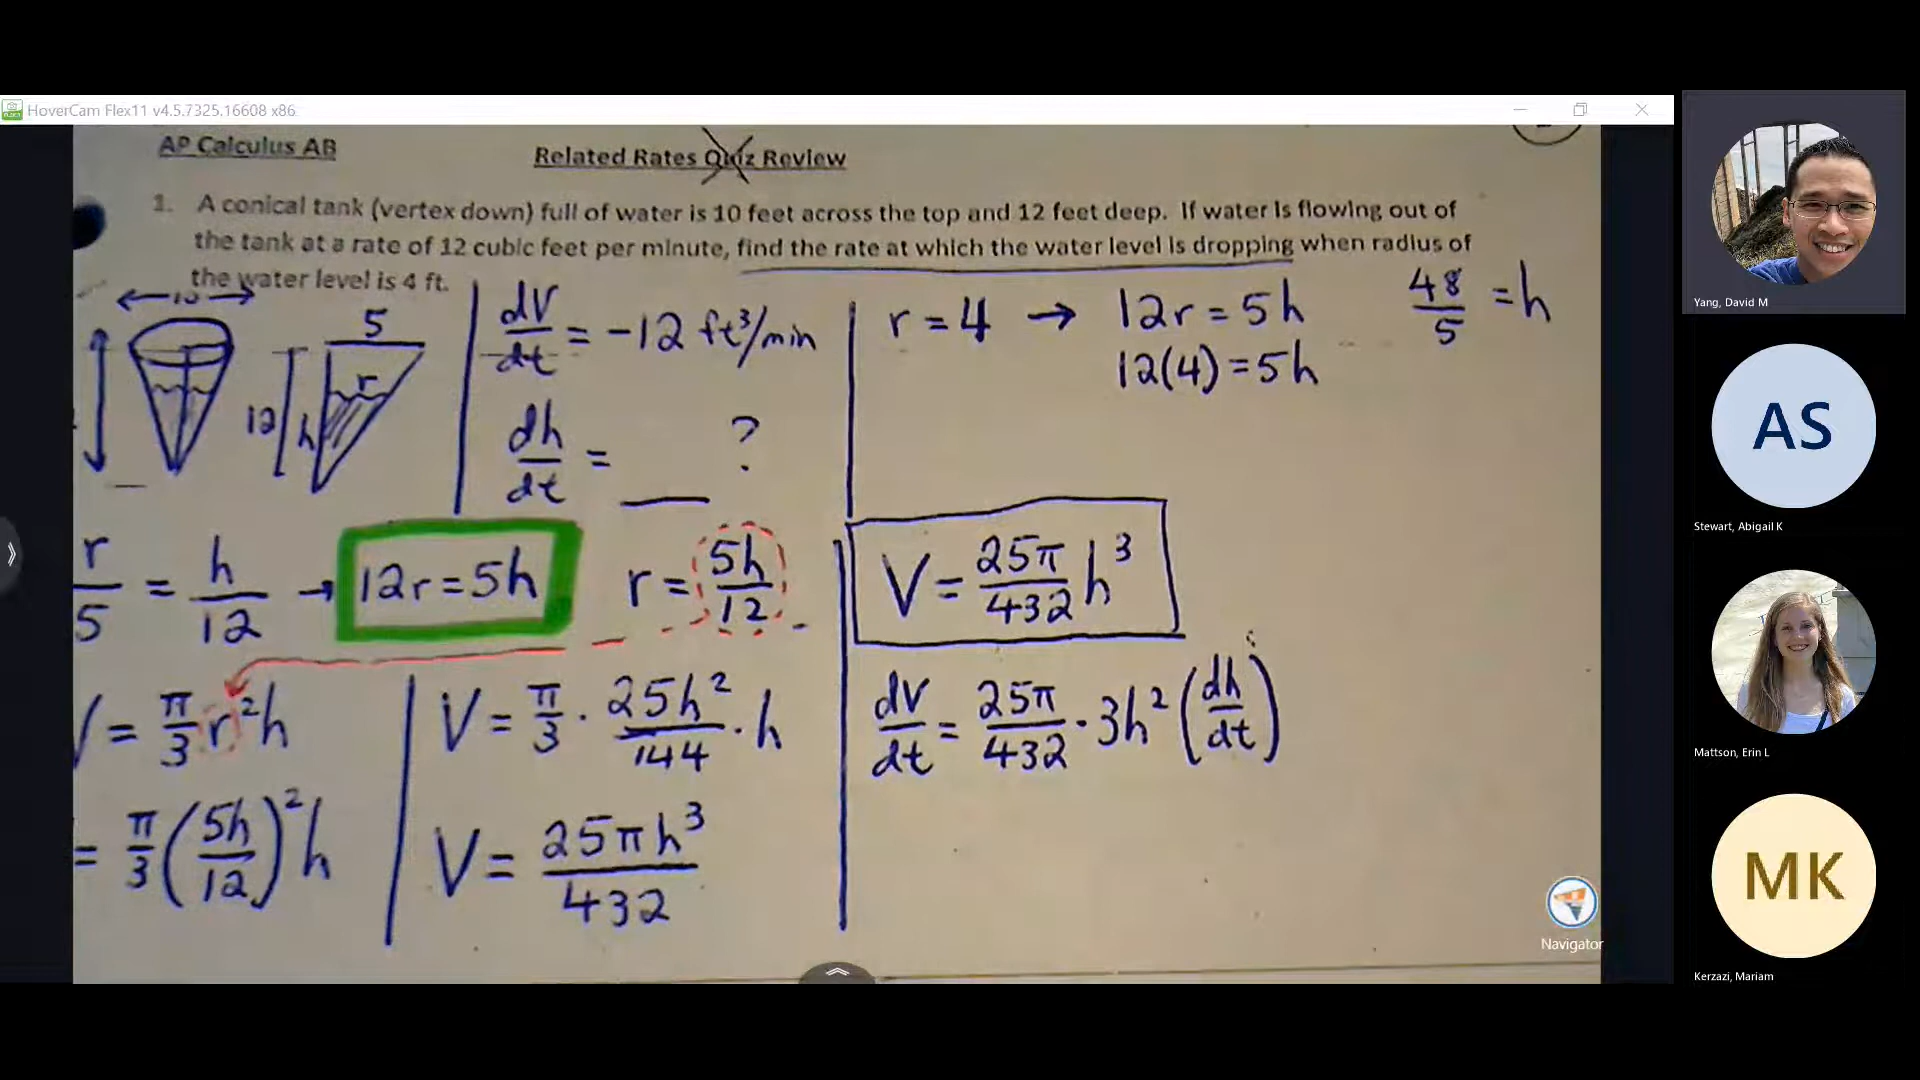 HoverCam Flex11 v4.5.7325.16608 x86
AP Calculus AB
Related Rates Quiz Review
1. A conical tank (vertex down) full of water is 10 feet across the top and 12 feet deep. If water is flowing out of
the tank at a rate of 12 cubic feet per minute, find the rate at which the water level is dropping when radius of
the water level is 4 ft.
10
5
r
12
h
dV/dt = -12 ft³/min
dh/dt = ___ ?
r = 4 → 12r = 5h
12(4) = 5h
48/5 = h
r/5 = h/12 → 12r = 5h
r = 5h/12
V = π/3 r²h
= π/3 (5h/12)² h
V = π/3 · 25h²/144 · h
V = 25πh³/432
V = 25π/432 h³
dV/dt = 25π/432 · 3h² (dh/dt)
Navigator
Yang, David M
AS
Stewart, Abigail K
Mattson, Erin L
MK
Kerzazi, Mariam